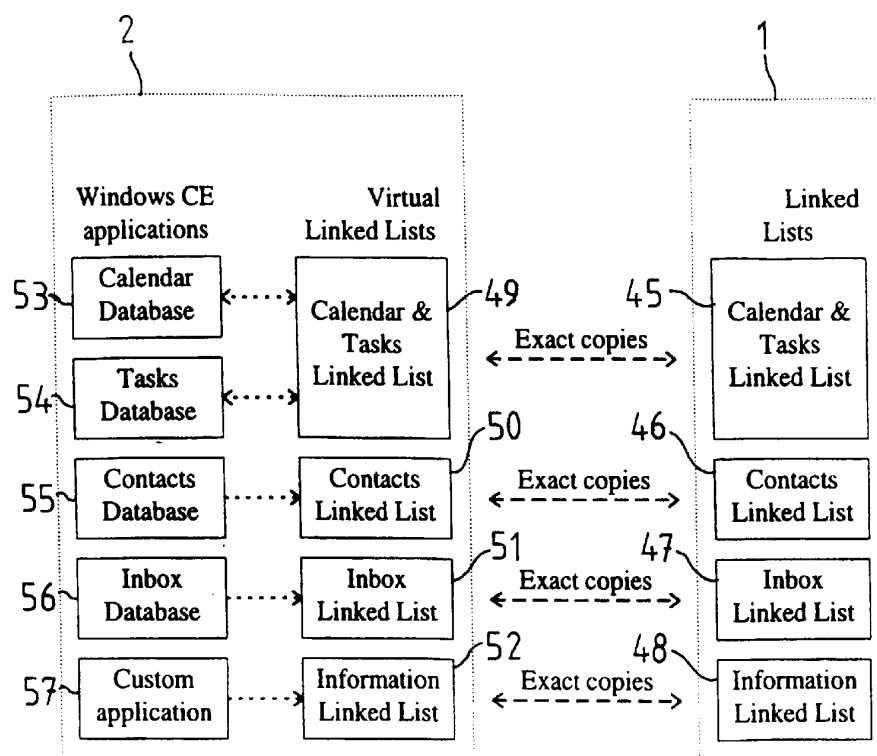 2
1
Windows CE
applications
Virtual
Linked Lists
Linked
Lists
53
Calendar
Database
Calendar &
Tasks
Linked List
49
Exact copies
45
Calendar &
Tasks
Linked List
54
Tasks
Database
55
Contacts
Database
Contacts
Linked List
50
Exact copies
46
Contacts
Linked List
56
Inbox
Database
Inbox
Linked List
51
Exact copies
47
Inbox
Linked List
57
Custom
application
Information
Linked List
52
Exact copies
48
Information
Linked List